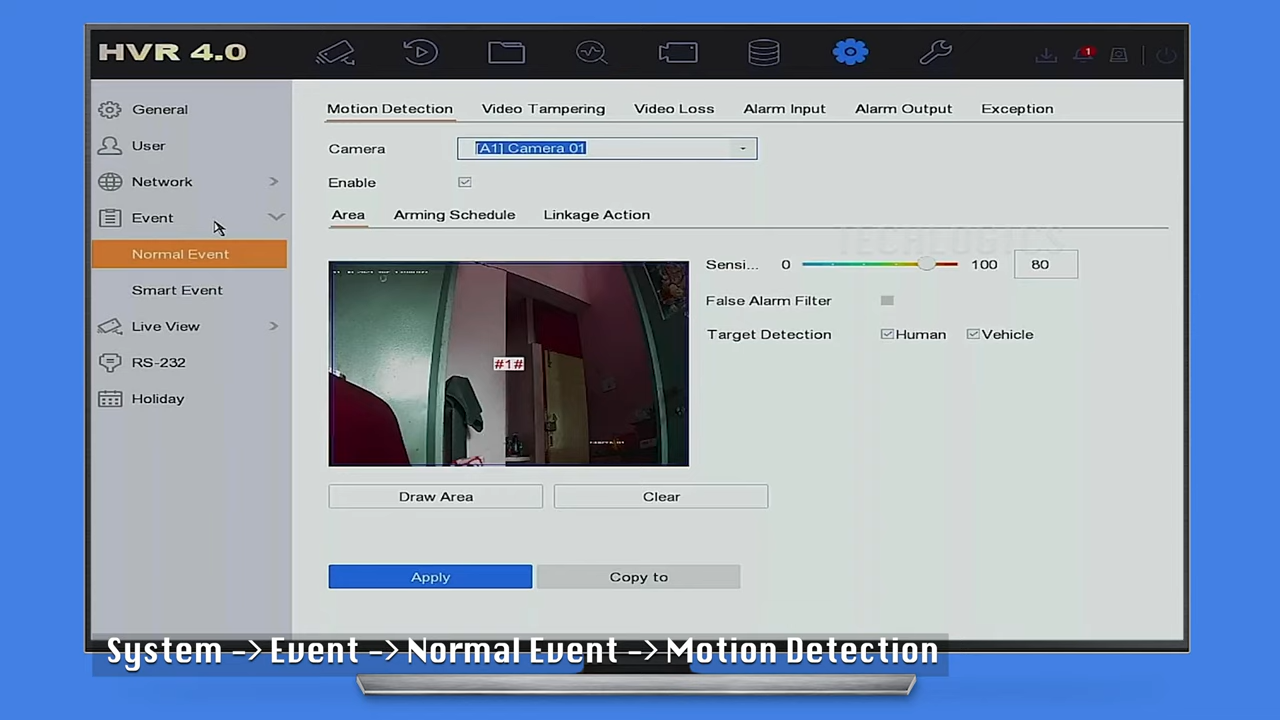 HVR 4.0
1
General
User
Network
Event
Normal Event
Smart Event
Live View
RS-232
Holiday
Motion Detection Video Tampering Video Loss Alarm Input Alarm Output Exception
Camera [A1] Camera 01
Enable
Area Arming Schedule Linkage Action
TECHLOGICS
Sensi... 0 100 80
False Alarm Filter
Target Detection Human Vehicle
#1#
Draw Area Clear
Apply Copy to
System -> Event -> Normal Event -> Motion Detection